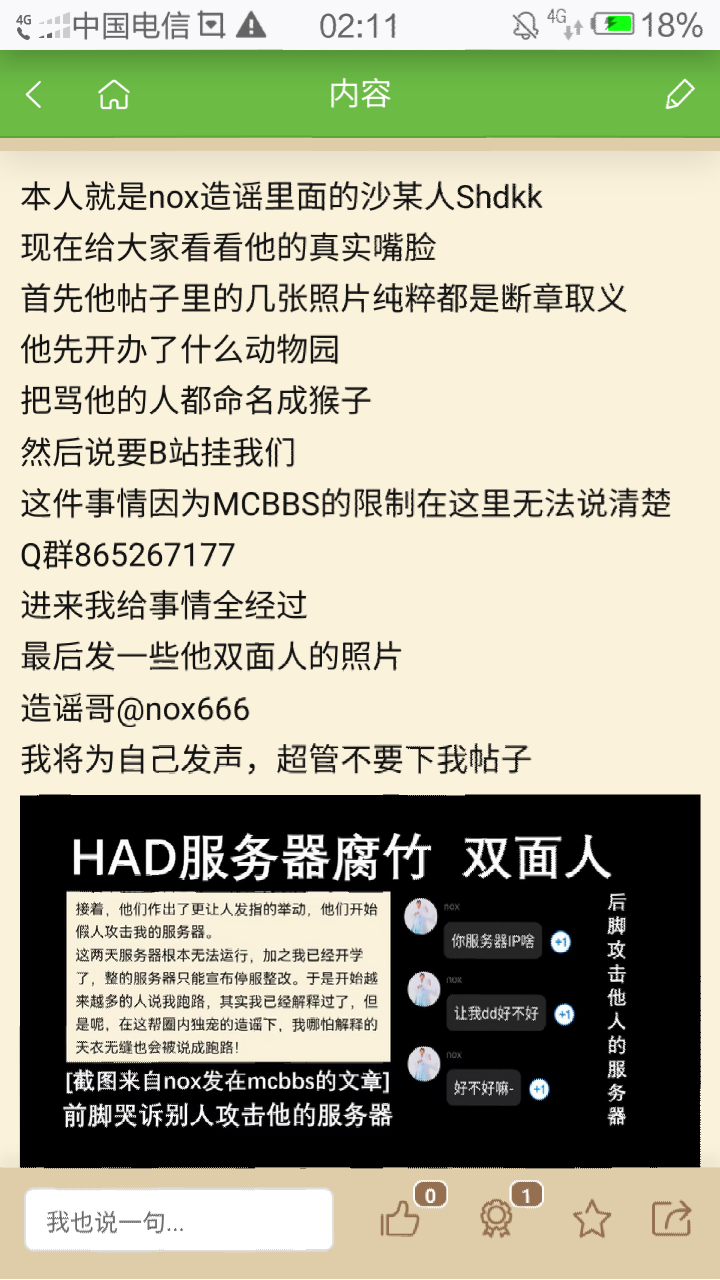 4G 中国电信 02:11 4G 18%
内容
本人就是nox造谣里面的沙某人Shdkk
现在给大家看看他的真实嘴脸
首先他帖子里的几张照片纯粹都是断章取义
他先开办了什么动物园
把骂他的人都命名成猴子
然后说要B站挂我们
这件事情因为MCBBS的限制在这里无法说清楚
Q群865267177
进来我给事情全经过
最后发一些他双面人的照片
造谣哥@nox666
我将为自己发声，超管不要下我帖子
HAD服务器腐竹 双面人
接着，他们作出了更让人发指的举动，他们开始
假人攻击我的服务器。
这两天服务器根本无法运行，加之我已经开学
了，整的服务器只能宣布停服整改。于是开始越
来越多的人说我跑路，其实我已经解释过了，但
是呢，在这帮圈内独宠的造谣下，我哪怕解释的
天衣无缝也会被说成跑路！
[截图来自nox发在mcbbs的文章]
前脚哭诉别人攻击他的服务器
nox
你服务器IP啥
+1
nox
让我dd好不好
+1
nox
好不好嘛-
+1
后脚攻击他人的服务器
我也说一句...
0
1